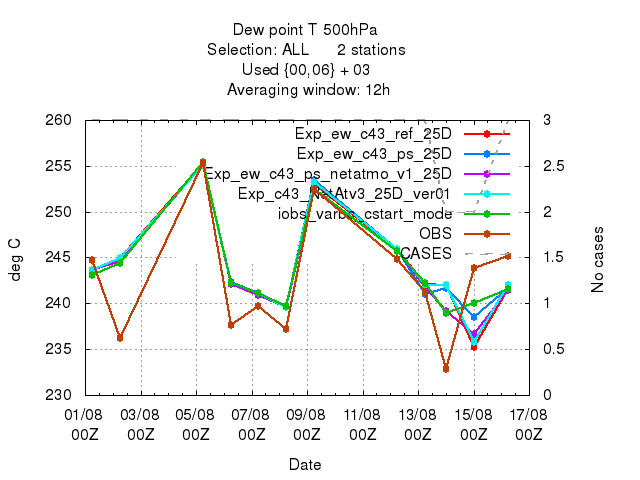 Dew point T 500hPa
Selection: ALL 2 stations
Used {00,06} + 03
Averaging window: 12h
260 3
Exp_ew_c43_ref_25D
Exp_ew_c43_ps_25D
255 2.5
Exp_ew_c43_ps_netatmo_v1_25D
Exp_c43_NetAtv3_25D_ver01
250 2
iobs_varbc_cstart_mode
OBS
245 1.5
CASES
deg C
No cases
240 1
235 0.5
230 0
01/08 03/08 05/08 07/08 09/08 11/08 13/08 15/08 17/08
00Z 00Z 00Z 00Z 00Z 00Z 00Z 00Z 00Z
Date